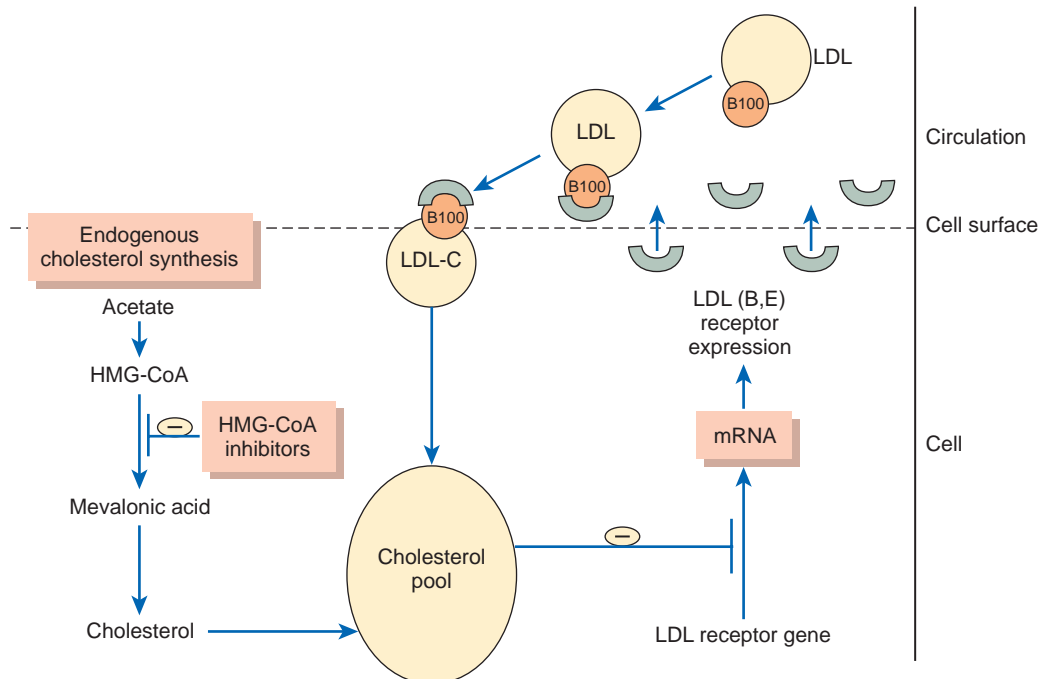 LDL
B100
LDL
B100
Circulation
B100
LDL-C
Cell surface
Endogenous
cholesterol synthesis
Acetate
HMG-CoA
−
HMG-CoA
inhibitors
Mevalonic acid
Cholesterol
Cholesterol
pool
−
LDL (B,E)
receptor
expression
mRNA
LDL receptor gene
Cell